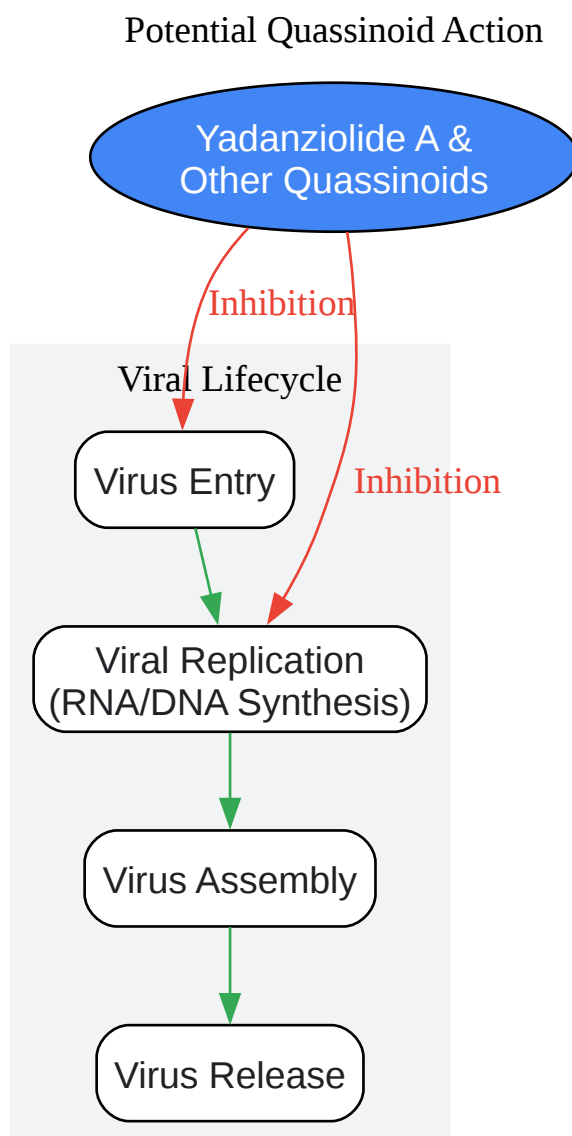 Potential Quassinoid Action
Yadanziolide A &
Other Quassinoids
Inhibition
Viral Lifecycle
Virus Entry
Inhibition
Viral Replication
(RNA/DNA Synthesis)
Virus Assembly
Virus Release